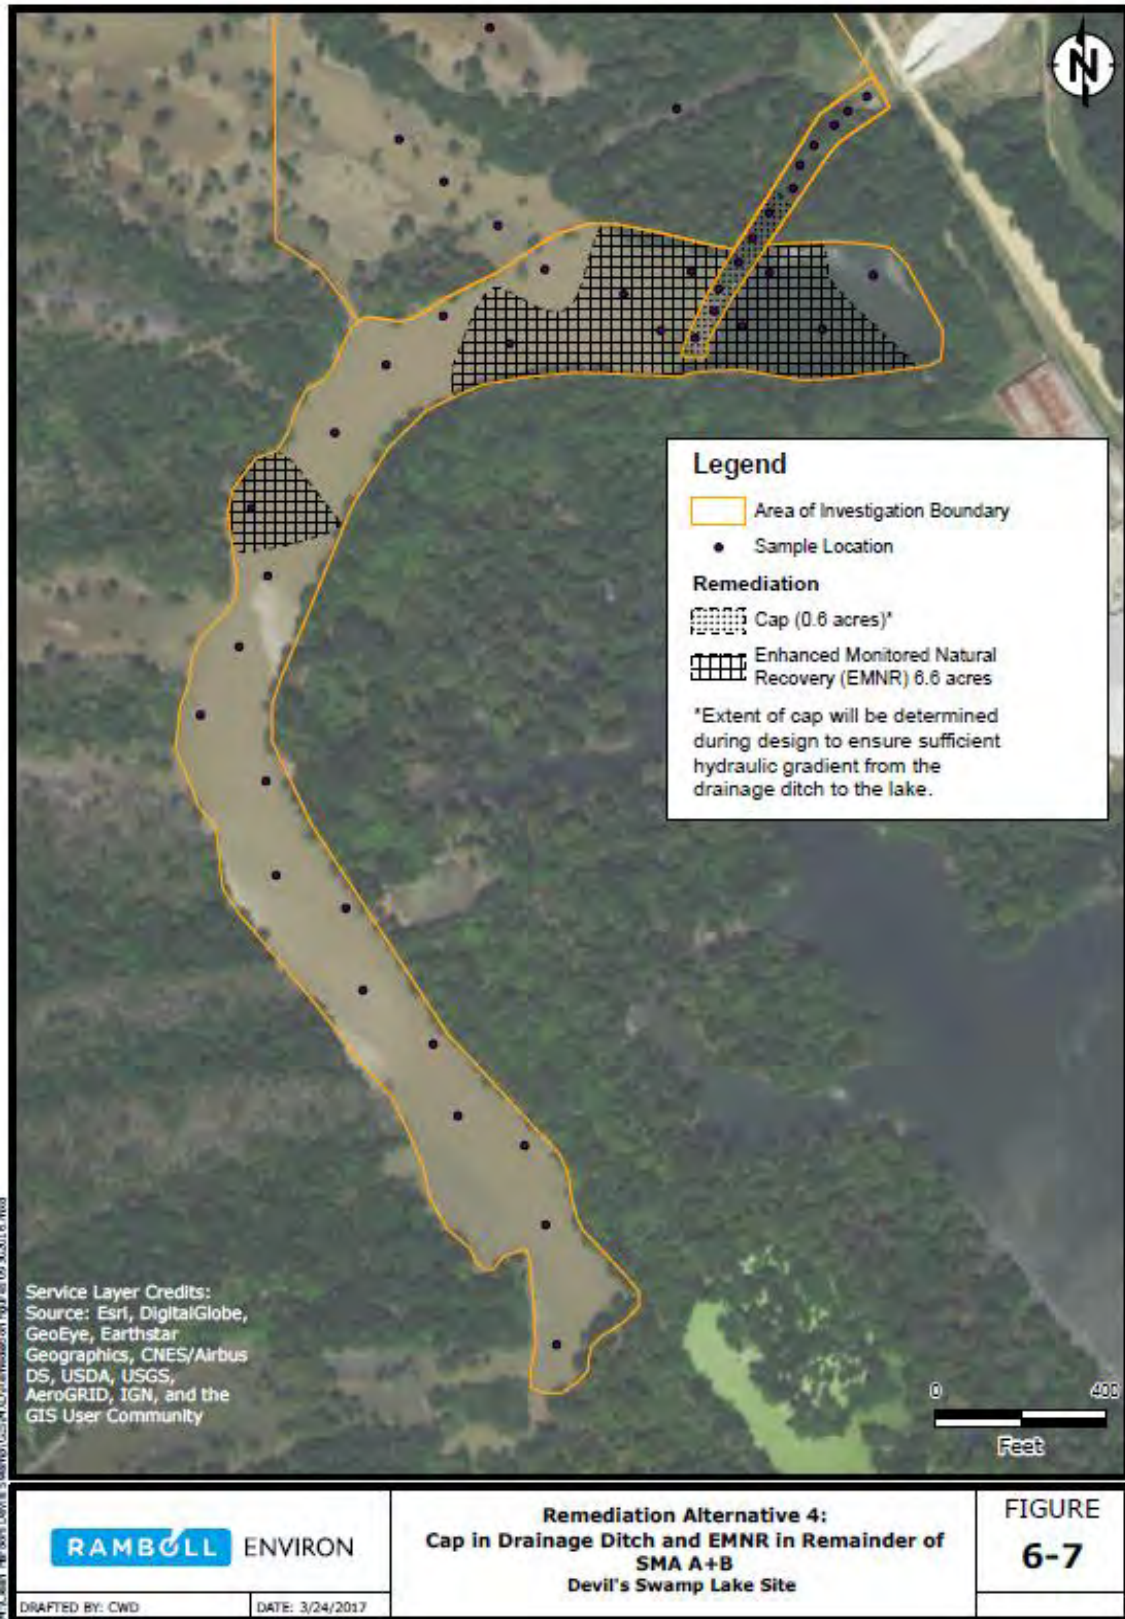 N
Legend
Area of Investigation Boundary
Sample Location
Remediation
Cap (0.6 acres)*
Enhanced Monitored Natural
Recovery (EMNR) 6.6 acres
*Extent of cap will be determined
during design to ensure sufficient
hydraulic gradient from the
drainage ditch to the lake.
Service Layer Credits:
Source: Esri, DigitalGlobe,
GeoEye, Earthstar
Geographics, CNES/Airbus
DS, USDA, USGS,
AeroGRID, IGN, and the
GIS User Community
0 400
Feet
RAMBOLL ENVIRON
DRAFTED BY: CWD
DATE: 3/24/2017
Remediation Alternative 4:
Cap in Drainage Ditch and EMNR in Remainder of
SMA A+B
Devil's Swamp Lake Site
FIGURE
6-7